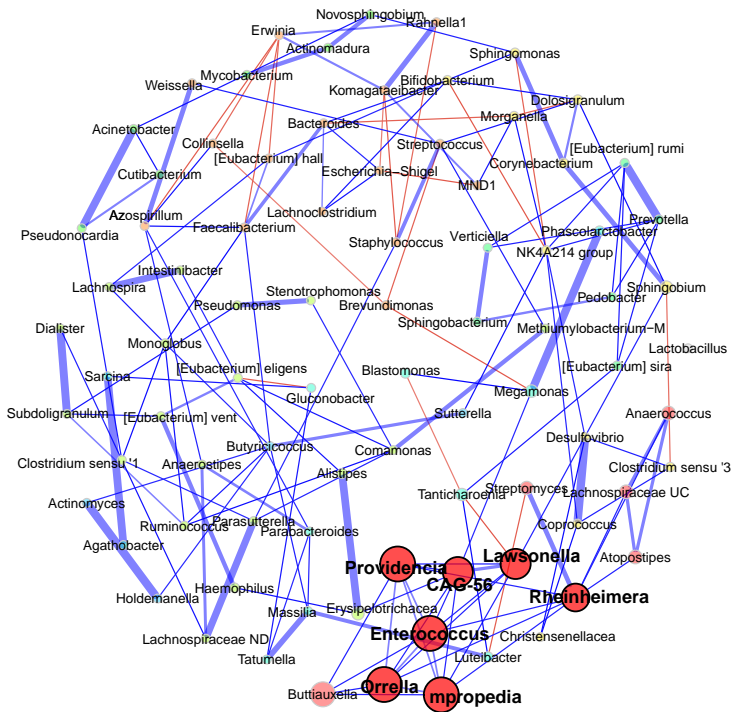 Novosphingobium
Erwinia
Rahnella1
Actinomadura
Sphingomonas
Mycobacterium
Bifidobacterium
Weissella
Komagataeibacter
Dolosigranulum
Morganella
Acinetobacter
Bacteroides
Collinsella
Streptococcus
[Eubacterium] rumi
[Eubacterium] hall
Corynebacterium
Cutibacterium
Escherichia-Shigel
MND1
Azospirillum
Lachnoclostridium
Prevotella
Faecalibacterium
Phascolarctobacter
Pseudonocardia
Staphylococcus
Verticiella
NK4A214 group
Intestinibacter
Lachnospira
Stenotrophomonas
Sphingobium
Pseudomonas
Brevundimonas
Pedobacter
Sphingobacterium
Methiumylobacterium-M
Dialister
Monoglobus
Lactobacillus
Sarcina
[Eubacterium] eligens
Blastomonas
[Eubacterium] sira
Gluconobacter
Megamonas
Subdoligranulum
[Eubacterium] vent
Sutterella
Anaerococcus
Butyricicoccus
Desulfovibrio
Clostridium sensu '1
Anaerostipes
Alistipes
Comamonas
Clostridium sensu '3
Actinomyces
Tanticharoenia
Streptomyces
Lachnospiraceae UC
Ruminococcus
Parasutterella
Parabacteroides
Coprococcus
Agathobacter
Lawsonella
Atopostipes
Providencia
CAG-56
Haemophilus
Holdemanella
Rheinheimera
Massilia
Erysipelotrichacea
Lachnospiraceae ND
Enterococcus
Christensenellacea
Tatumella
Luteibacter
Orrella
Buttiauxella
mpropedia